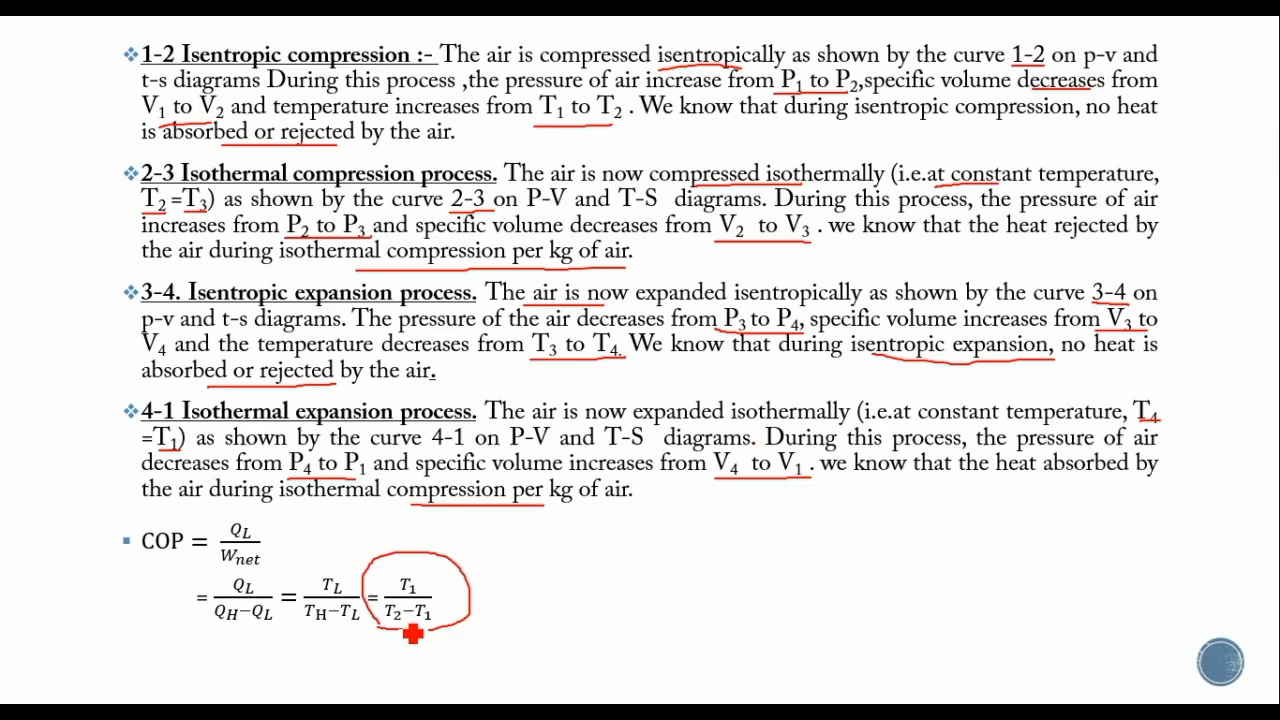 ❖ 1-2 Isentropic compression :- The air is compressed isentropically as shown by the curve 1-2 on p-v and
t-s diagrams During this process ,the pressure of air increase from P₁ to P₂,specific volume decreases from
V₁ to V₂ and temperature increases from T₁ to T₂ . We know that during isentropic compression, no heat
is absorbed or rejected by the air.
❖ 2-3 Isothermal compression process. The air is now compressed isothermally (i.e.at constant temperature,
T₂ =T₃) as shown by the curve 2-3 on P-V and T-S diagrams. During this process, the pressure of air
increases from P₂ to P₃ and specific volume decreases from V₂ to V₃ . we know that the heat rejected by
the air during isothermal compression per kg of air.
❖ 3-4. Isentropic expansion process. The air is now expanded isentropically as shown by the curve 3-4 on
p-v and t-s diagrams. The pressure of the air decreases from P₃ to P₄, specific volume increases from V₃ to
V₄ and the temperature decreases from T₃ to T₄. We know that during isentropic expansion, no heat is
absorbed or rejected by the air.
❖ 4-1 Isothermal expansion process. The air is now expanded isothermally (i.e.at constant temperature, T₄
=T₁) as shown by the curve 4-1 on P-V and T-S diagrams. During this process, the pressure of air
decreases from P₄ to P₁ and specific volume increases from V₄ to V₁ . we know that the heat absorbed by
the air during isothermal compression per kg of air.
▪ COP = Q_L / W_net
= Q_L / (Q_H−Q_L) = T_L / (T_H−T_L) = T₁ / (T₂−T₁)